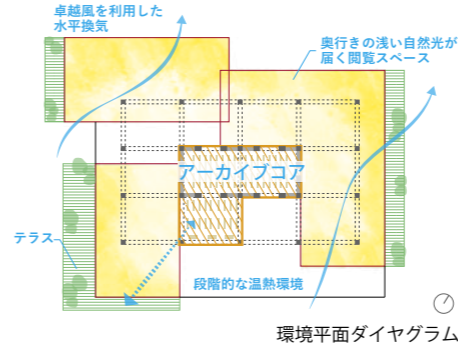 卓越風を利用した
水平換気
奥行きの浅い自然光が
届く閲覧スペース
アーカイブコア
テラス
段階的な温熱環境
環境平面ダイヤグラム